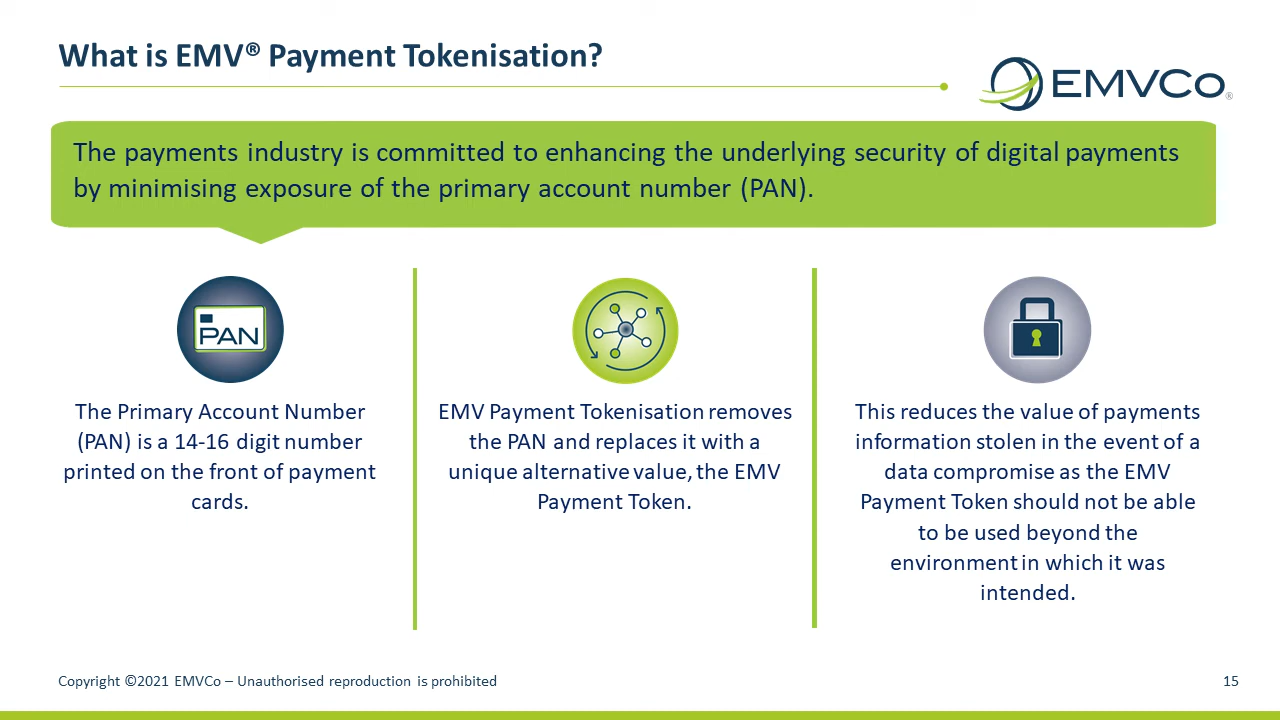 What is EMV® Payment Tokenisation?
EMVCo®
The payments industry is committed to enhancing the underlying security of digital payments
by minimising exposure of the primary account number (PAN).
PAN
The Primary Account Number
(PAN) is a 14-16 digit number
printed on the front of payment
cards.
EMV Payment Tokenisation removes
the PAN and replaces it with a
unique alternative value, the EMV
Payment Token.
This reduces the value of payments
information stolen in the event of a
data compromise as the EMV
Payment Token should not be able
to be used beyond the
environment in which it was
intended.
Copyright ©2021 EMVCo – Unauthorised reproduction is prohibited
15